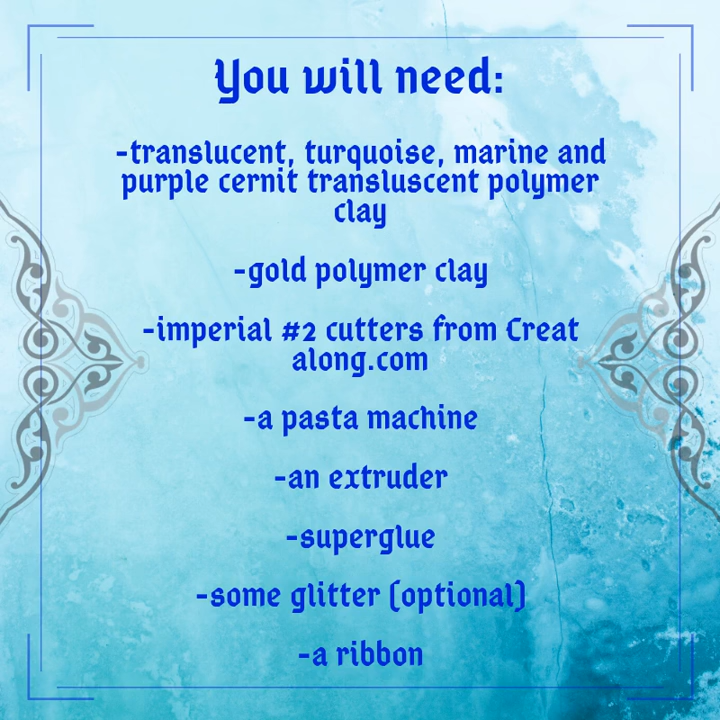 You will need:
-translucent, turquoise, marine and
purple cernit transluscent polymer
clay
-gold polymer clay
-imperial #2 cutters from Creat
along.com
-a pasta machine
-an extruder
-superglue
-some glitter (optional)
-a ribbon